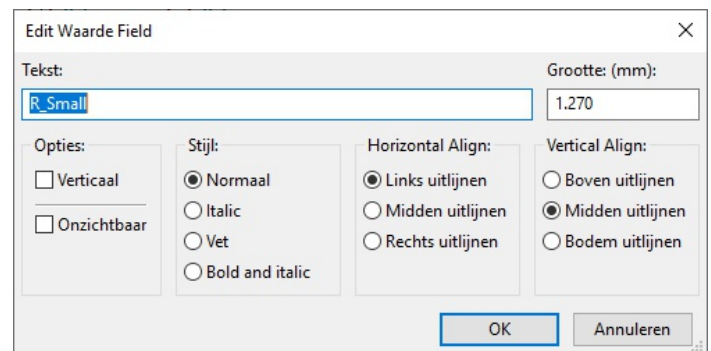 Edit Waarde Field
Tekst: Grootte: (mm):
R_Small 1.270
Opties: Stijl: Horizontal Align: Vertical Align:
Verticaal Normaal Links uitlijnen Boven uitlijnen
Onzichtbaar Italic Midden uitlijnen Midden uitlijnen
Vet Rechts uitlijnen Bodem uitlijnen
Bold and italic
OK Annuleren